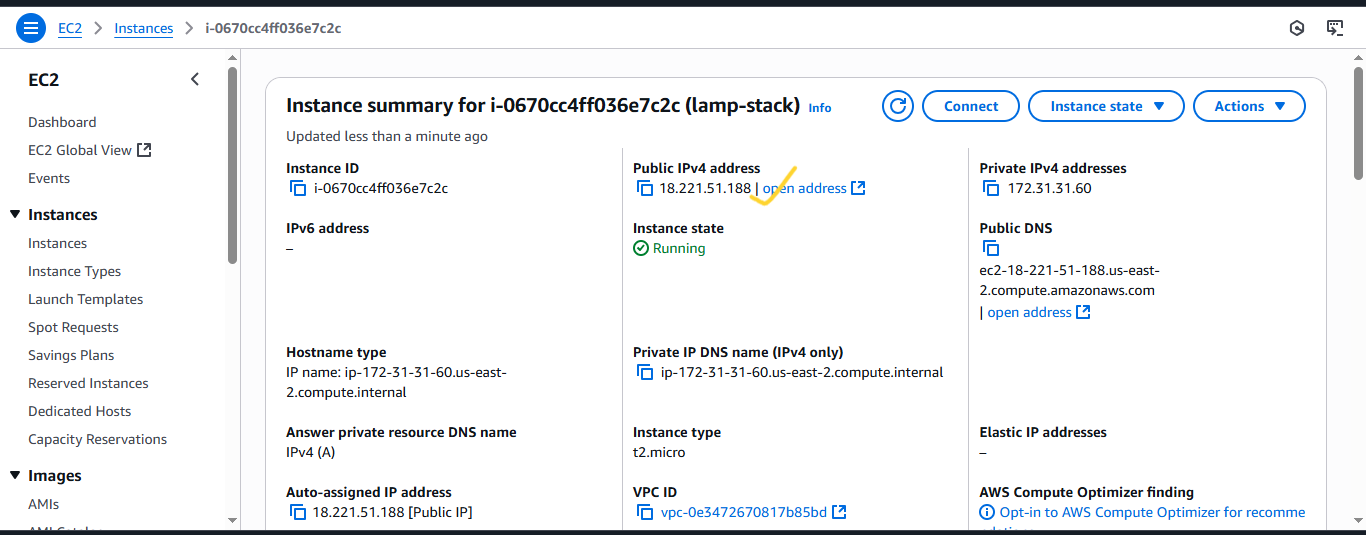 EC2 > Instances > i-0670cc4ff036e7c2c
EC2
Dashboard
EC2 Global View
Events
Instances
Instances
Instance Types
Launch Templates
Spot Requests
Savings Plans
Reserved Instances
Dedicated Hosts
Capacity Reservations
Images
AMIs
AMI Catalog
Instance summary for i-0670cc4ff036e7c2c (lamp-stack) Info
Connect
Instance state
Actions
Updated less than a minute ago
Instance ID
i-0670cc4ff036e7c2c
Public IPv4 address
18.221.51.188 | open address
Private IPv4 addresses
172.31.31.60
IPv6 address
–
Instance state
Running
Public DNS
ec2-18-221-51-188.us-east-
2.compute.amazonaws.com
| open address
Hostname type
IP name: ip-172-31-31-60.us-east-
2.compute.internal
Private IP DNS name (IPv4 only)
ip-172-31-31-60.us-east-2.compute.internal
Answer private resource DNS name
IPv4 (A)
Instance type
t2.micro
Elastic IP addresses
–
Auto-assigned IP address
18.221.51.188 [Public IP]
VPC ID
vpc-0e3472670817b85bd
AWS Compute Optimizer finding
Opt-in to AWS Compute Optimizer for recomme
ndations